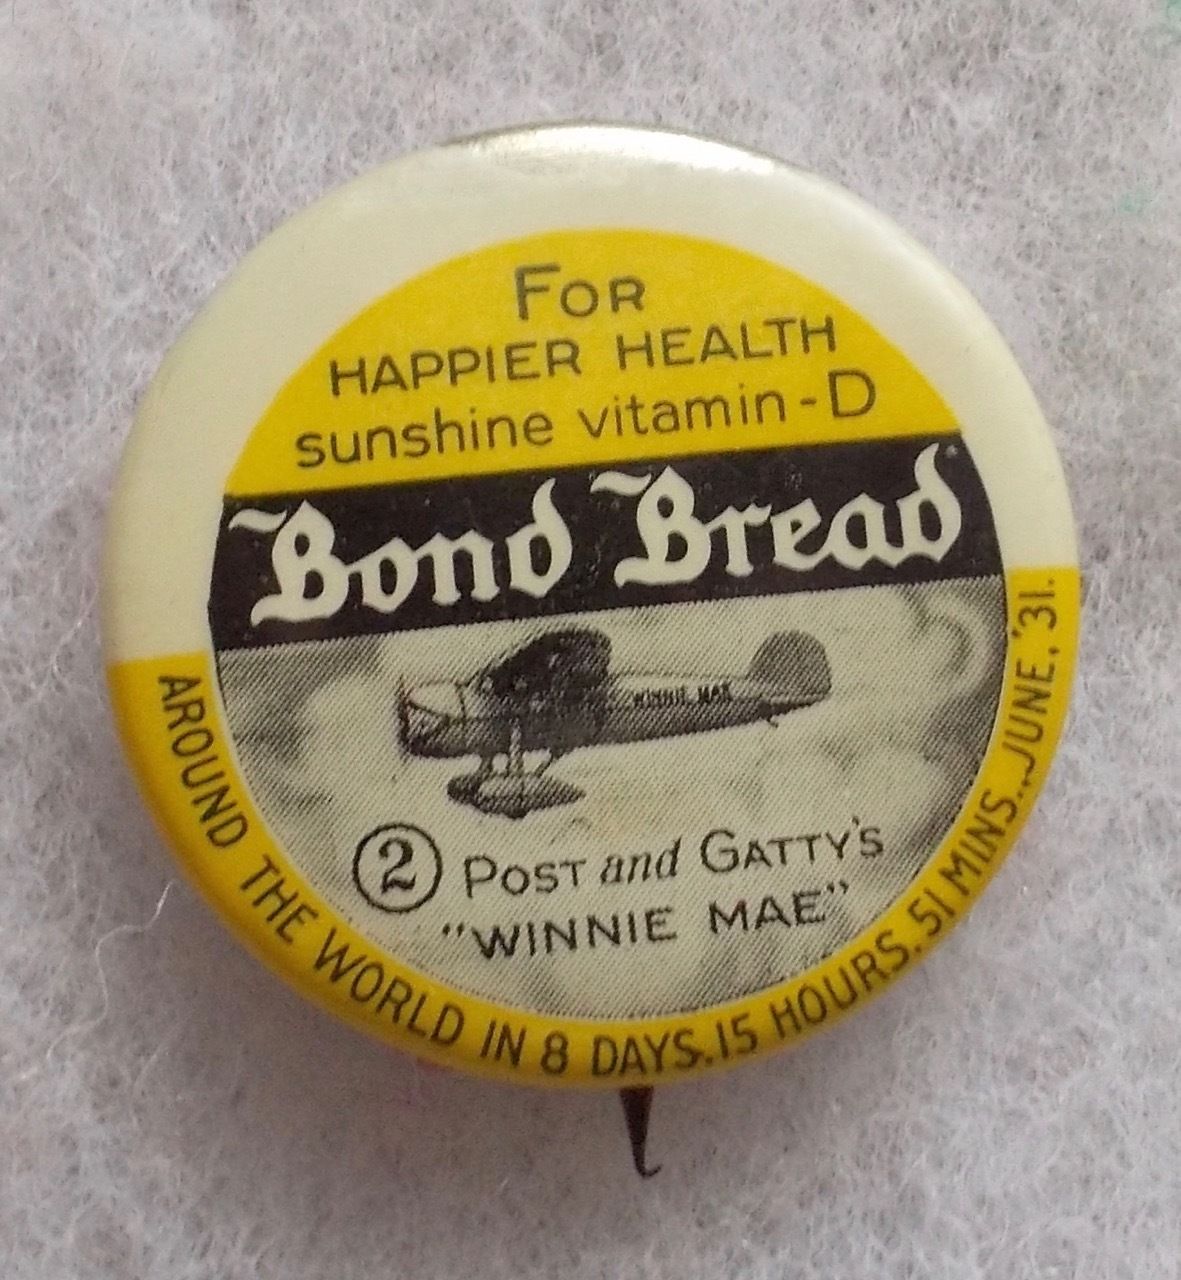 FOR
HAPPIER HEALTH
sunshine vitamin-D
Bond Bread
WINNIE MAE
2 POST and GATTY'S
"WINNIE MAE"
AROUND THE WORLD IN 8 DAYS. 15 HOURS. 51 MINS...JUNE, '31.